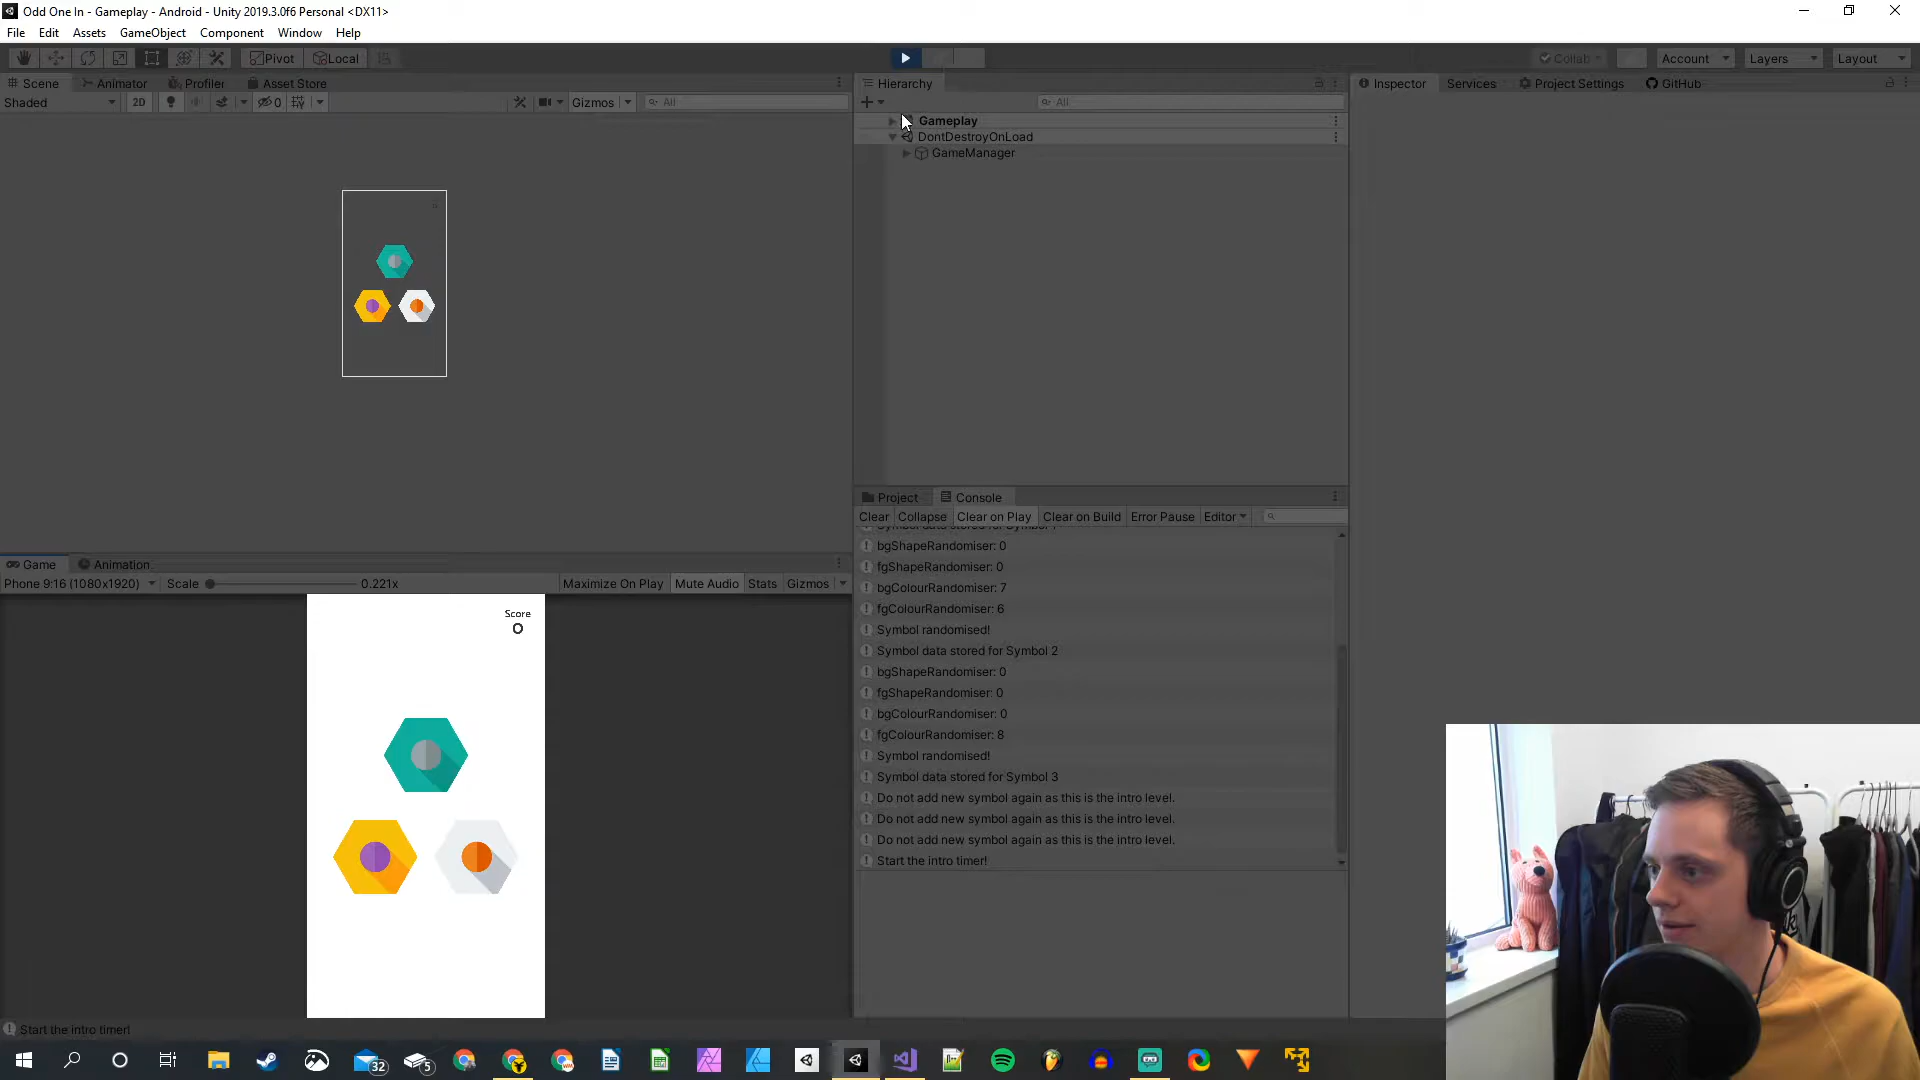 Odd One In - Gameplay - Android - Unity 2019.3.0f6 Personal <DX11>
File Edit Assets GameObject Component Window Help
Pivot Local Collab Account Layers Layout
Scene Animator Profiler Asset Store
Shaded 2D 0 Gizmos All
Hierarchy
All
Gameplay
DontDestroyOnLoad
GameManager
Inspector Services Project Settings GitHub
Project Console
Clear Collapse Clear on Play Clear on Build Error Pause Editor
bgShapeRandomiser: 0
fgShapeRandomiser: 0
bgColourRandomiser: 7
fgColourRandomiser: 6
Symbol randomised!
Symbol data stored for Symbol 2
bgShapeRandomiser: 0
fgShapeRandomiser: 0
bgColourRandomiser: 0
fgColourRandomiser: 8
Symbol randomised!
Symbol data stored for Symbol 3
Do not add new symbol again as this is the intro level.
Do not add new symbol again as this is the intro level.
Do not add new symbol again as this is the intro level.
Start the intro timer!
Game Animation
Phone 9:16 (1080x1920) Scale 0.221x Maximize On Play Mute Audio Stats Gizmos
Score
0
Start the intro timer!
32
5